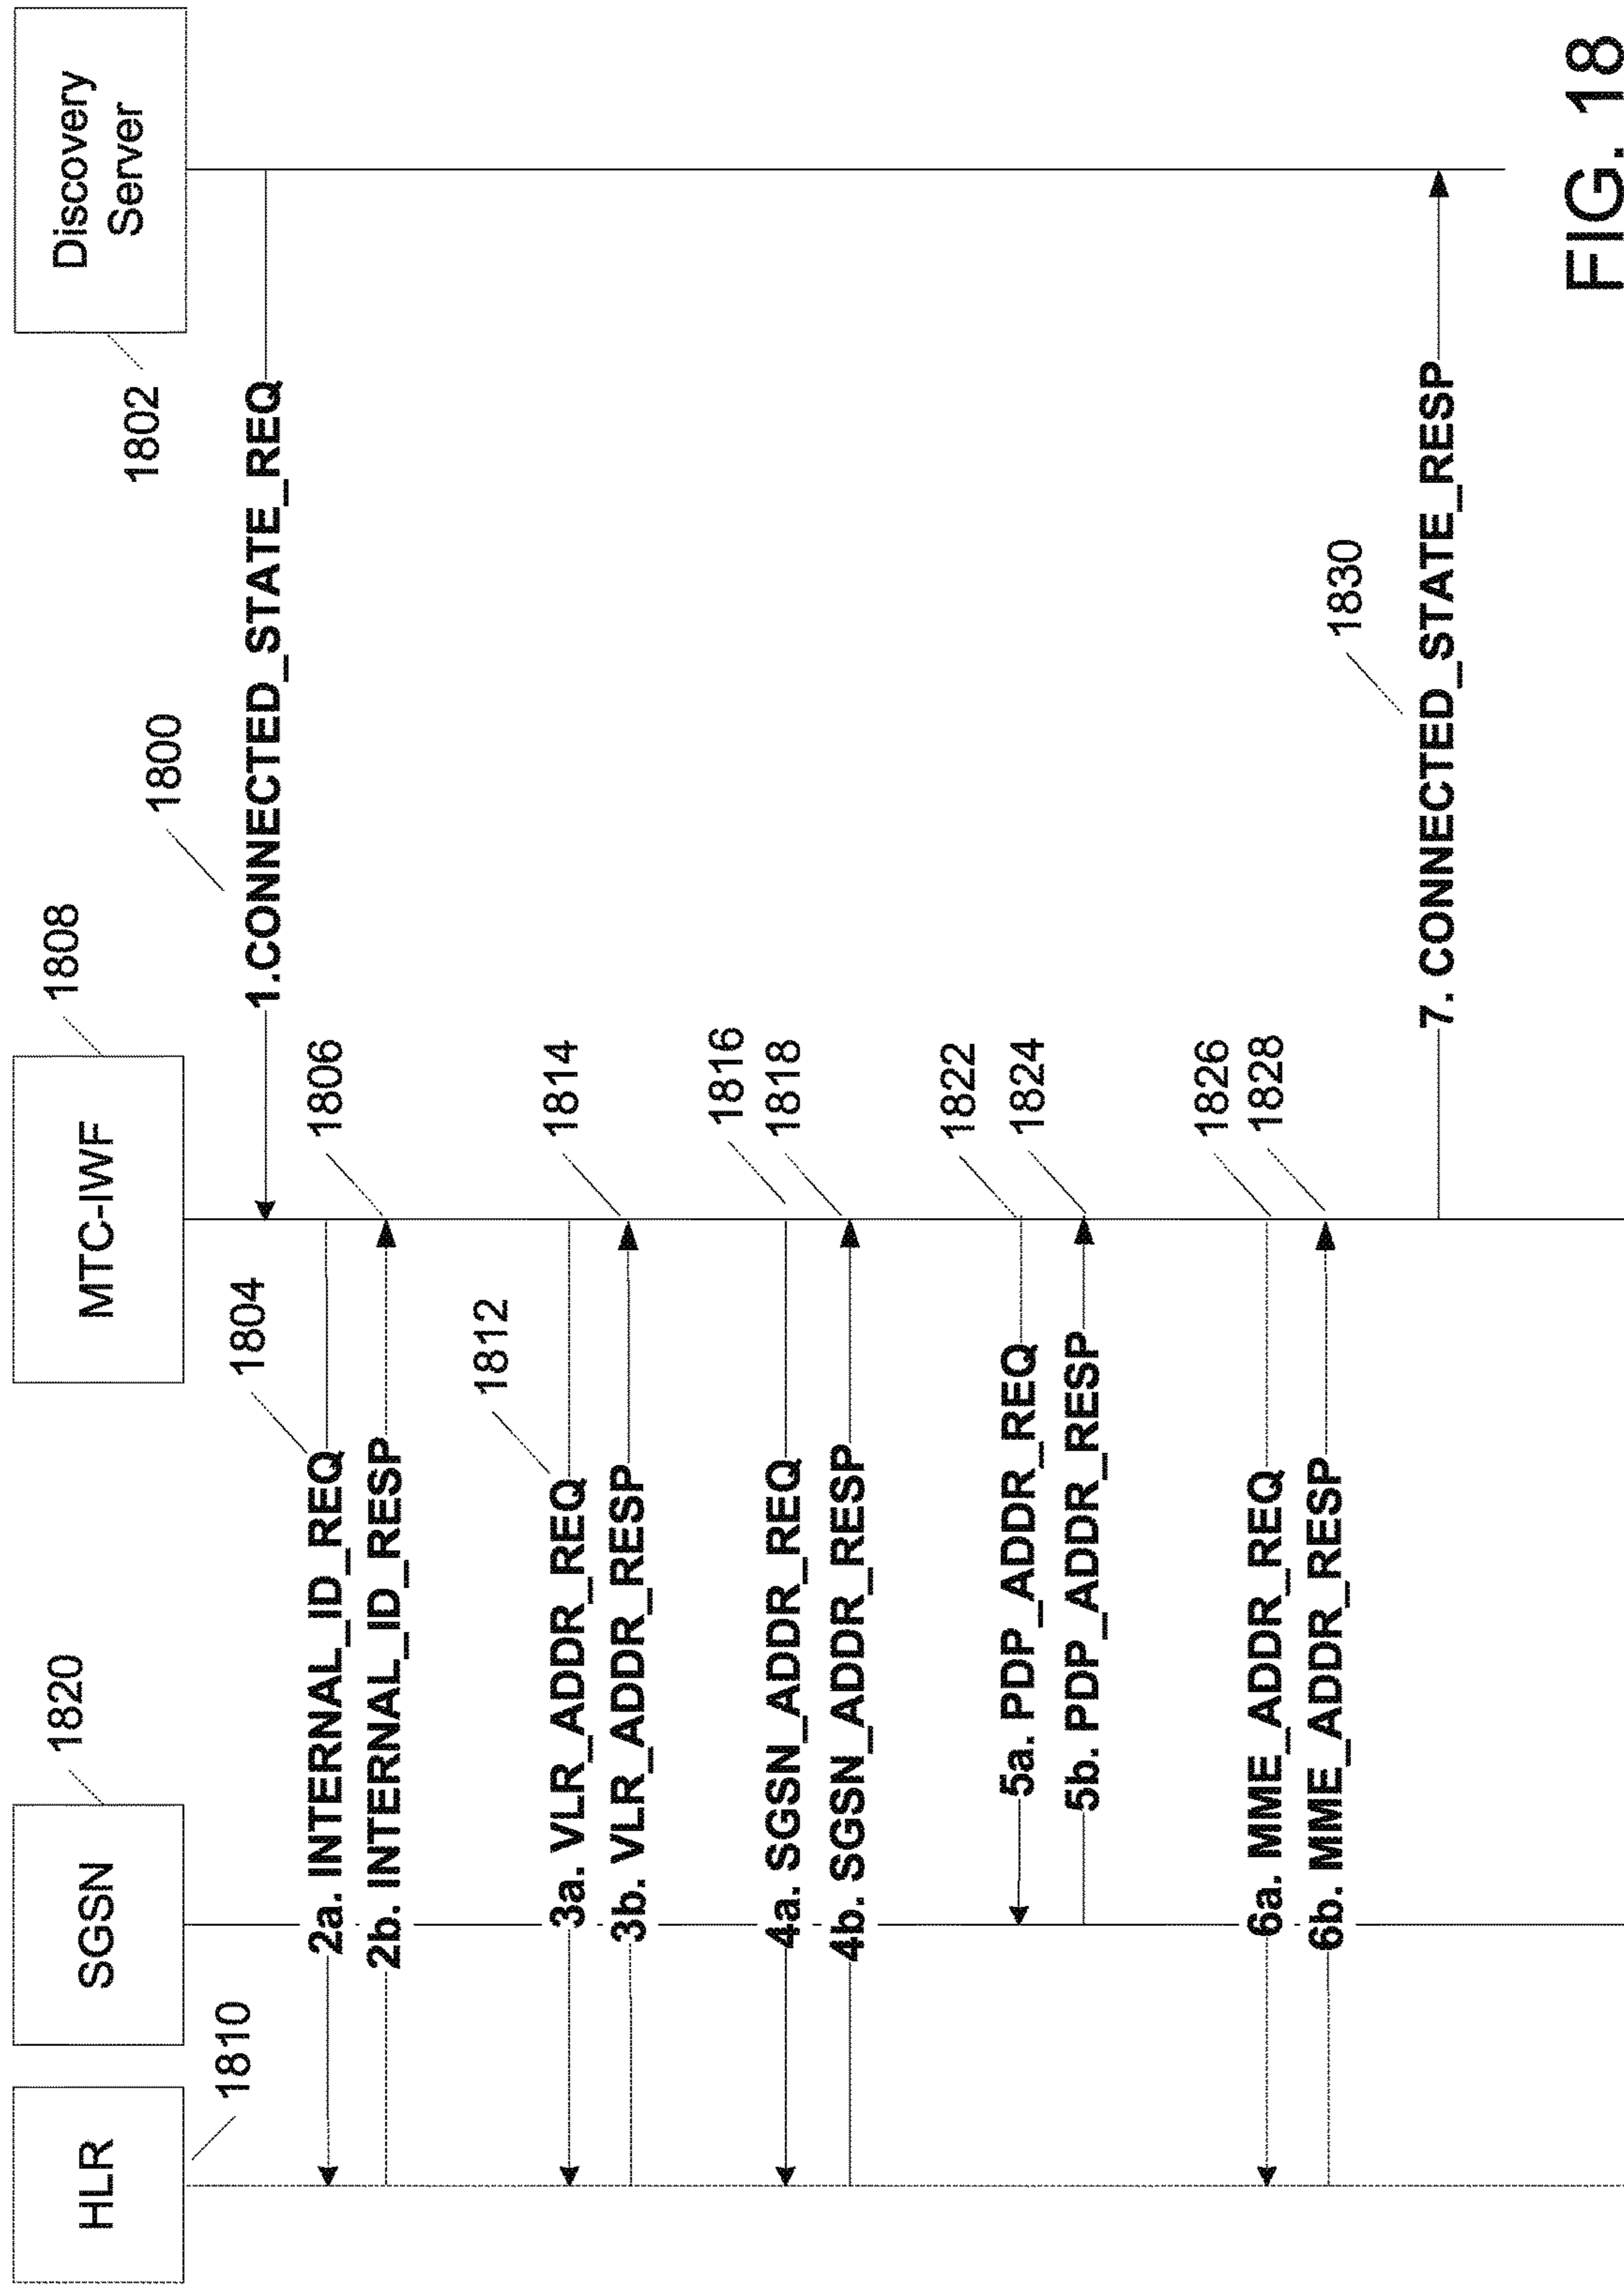 HLR
SGSN
MTC-IWF
Discovery
Server
1810
1820
1808
1802
1800
1.CONNECTED_STATE_REQ
1804
2a. INTERNAL_ID_REQ
1806
2b. INTERNAL_ID_RESP
1812
3a. VLR_ADDR_REQ
1814
3b. VLR_ADDR_RESP
1816
4a. SGSN_ADDR_REQ
1818
4b. SGSN_ADDR_RESP
1822
5a. PDP_ADDR_REQ
1824
5b. PDP_ADDR_RESP
1826
6a. MME_ADDR_REQ
1828
6b. MME_ADDR_RESP
1830
7. CONNECTED_STATE_RESP
FIG. 18